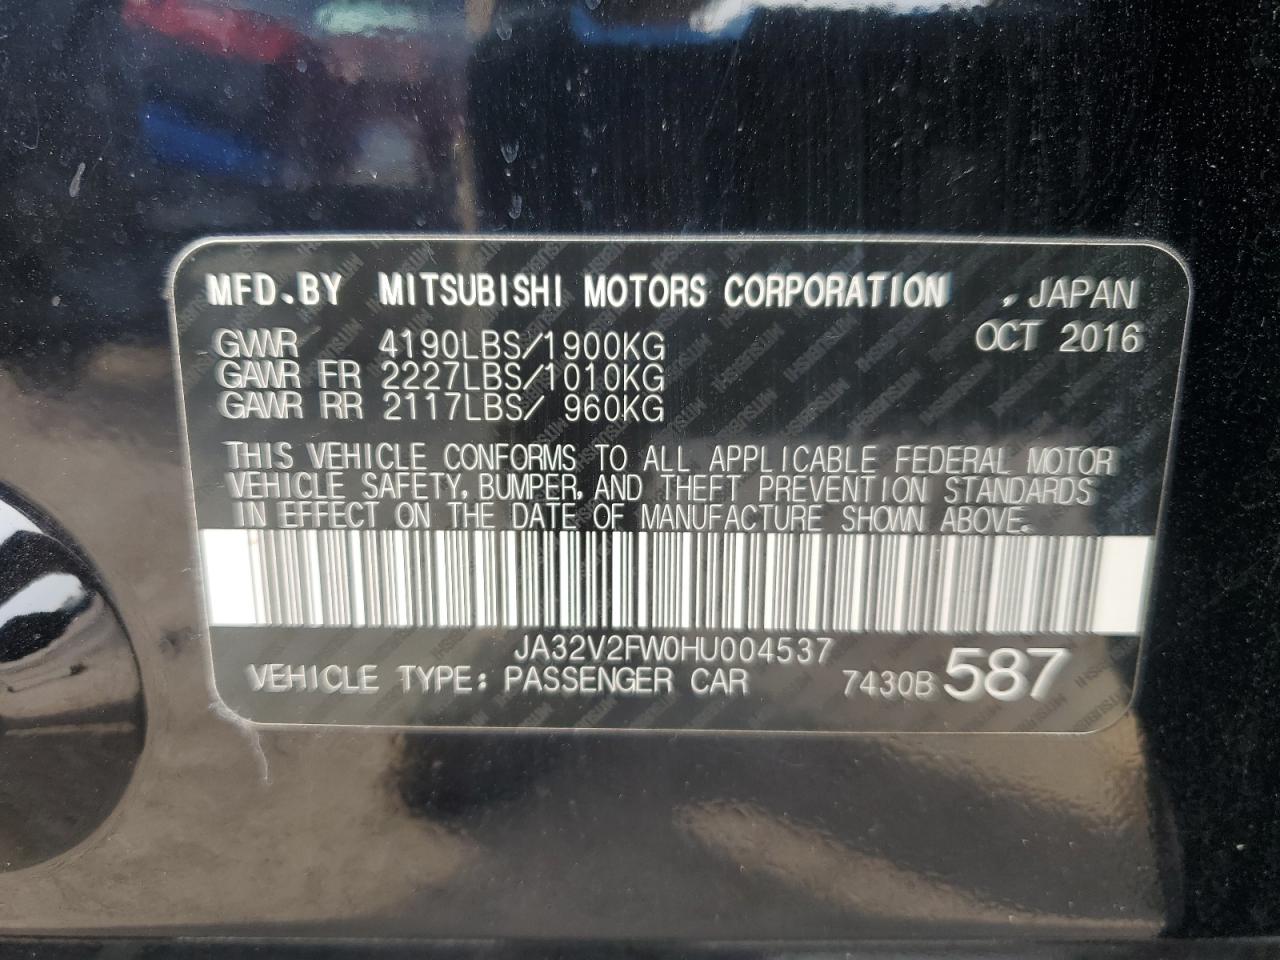 MFD.BY MITSUBISHI MOTORS CORPORATION , JAPAN
OCT 2016
GVWR 4190LBS/1900KG
GAWR FR 2227LBS/1010KG
GAWR RR 2117LBS/ 960KG
THIS VEHICLE CONFORMS TO ALL APPLICABLE FEDERAL MOTOR
VEHICLE SAFETY, BUMPER, AND THEFT PREVENTION STANDARDS
IN EFFECT ON THE DATE OF MANUFACTURE SHOWN ABOVE.
JA32V2FW0HU004537
VEHICLE TYPE: PASSENGER CAR 7430B587